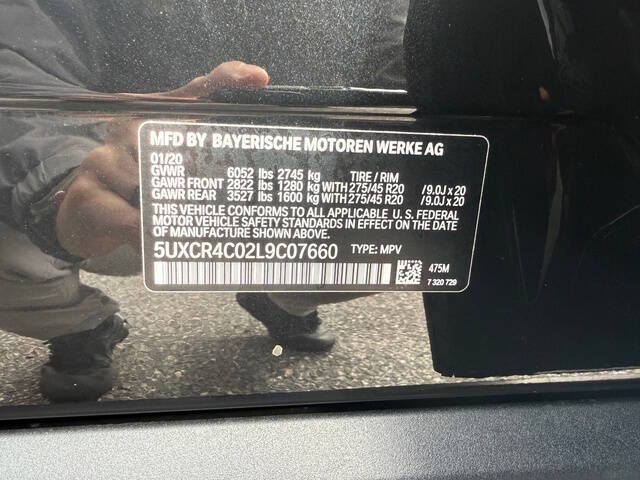 MFD BY BAYERISCHE MOTOREN WERKE AG
01/20
GVWR 6052 lbs 2745 kg TIRE / RIM
GAWR FRONT 2822 lbs 1280 kg WITH 275/45 R20 /9.0J x 20
GAWR REAR 3527 lbs 1600 kg WITH 275/45 R20 /9.0J x 20
THIS VEHICLE CONFORMS TO ALL APPLICABLE U. S. FEDERAL
MOTOR VEHICLE SAFETY STANDARDS IN EFFECT ON THE DATE
OF MANUFACTURE SHOWN ABOVE.
5UXCR4C02L9C07660 TYPE: MPV
475M
7 320 729